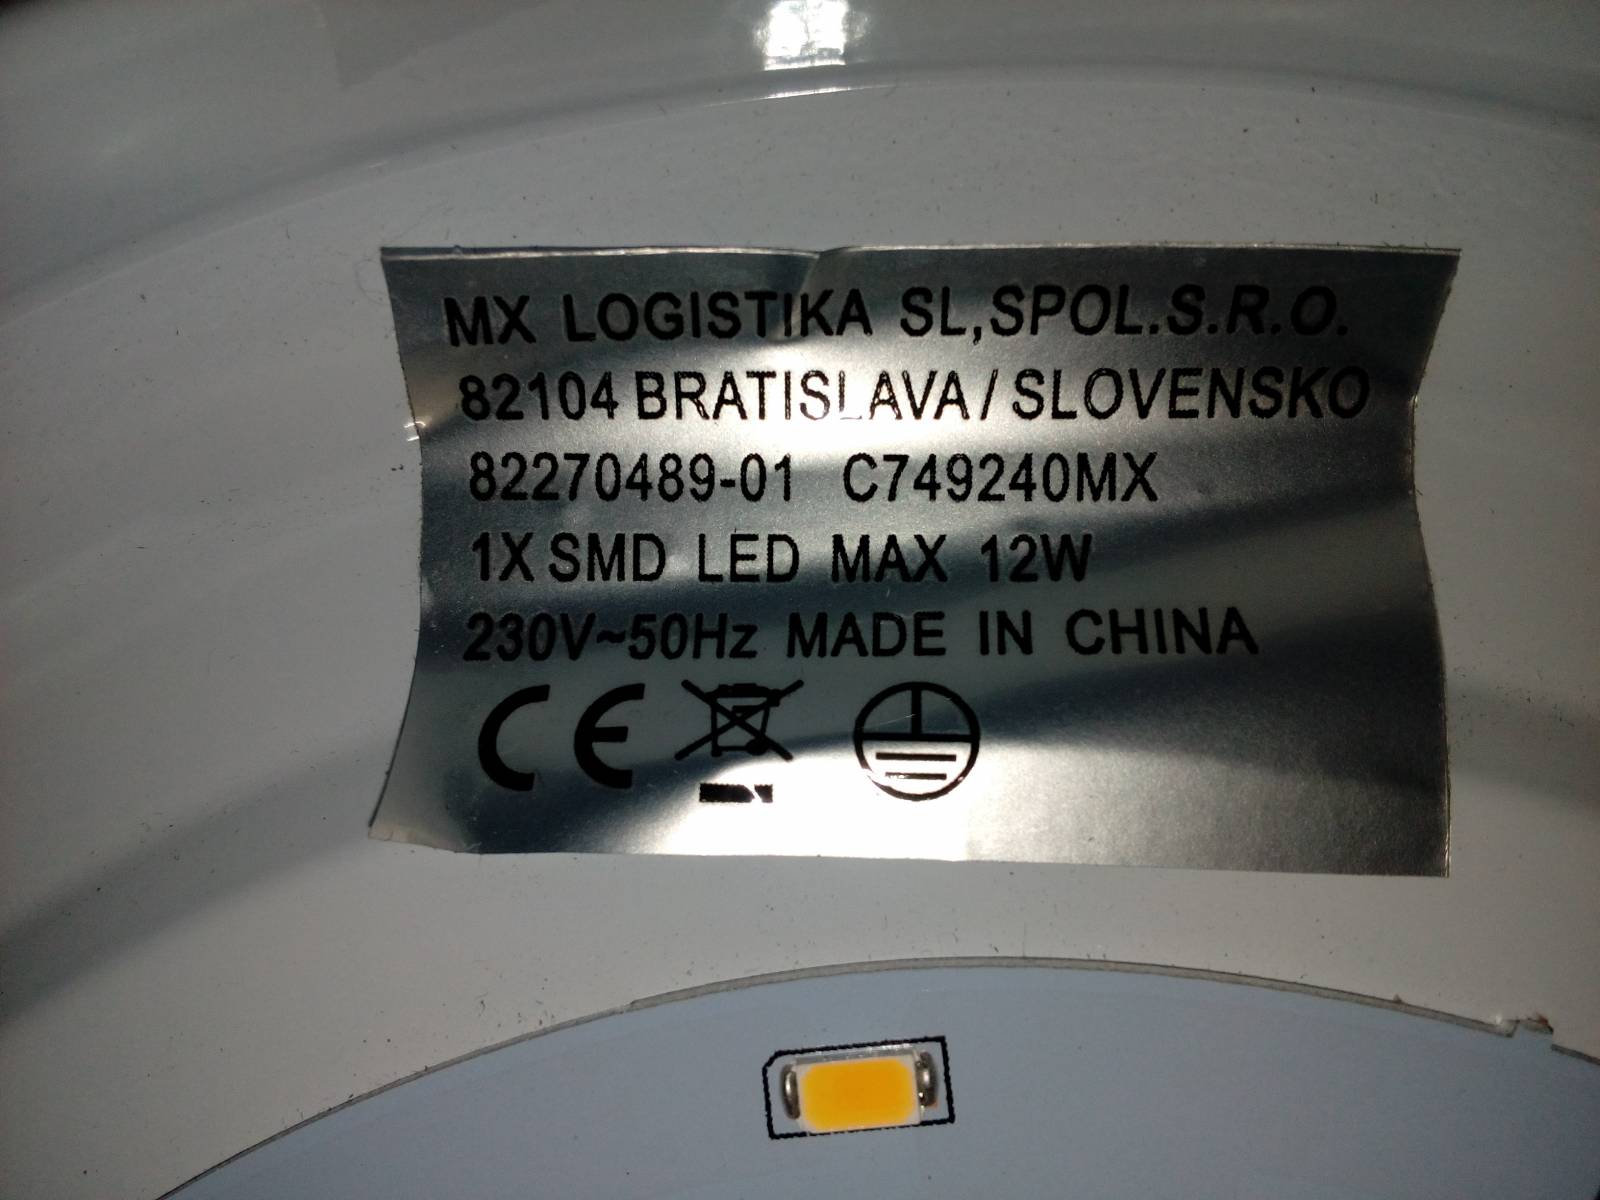 MX LOGISTIKA SL,SPOL.S.R.O.
82104 BRATISLAVA / SLOVENSKO
82270489-01 C749240MX
1X SMD LED MAX 12W
230V~50Hz MADE IN CHINA
CE